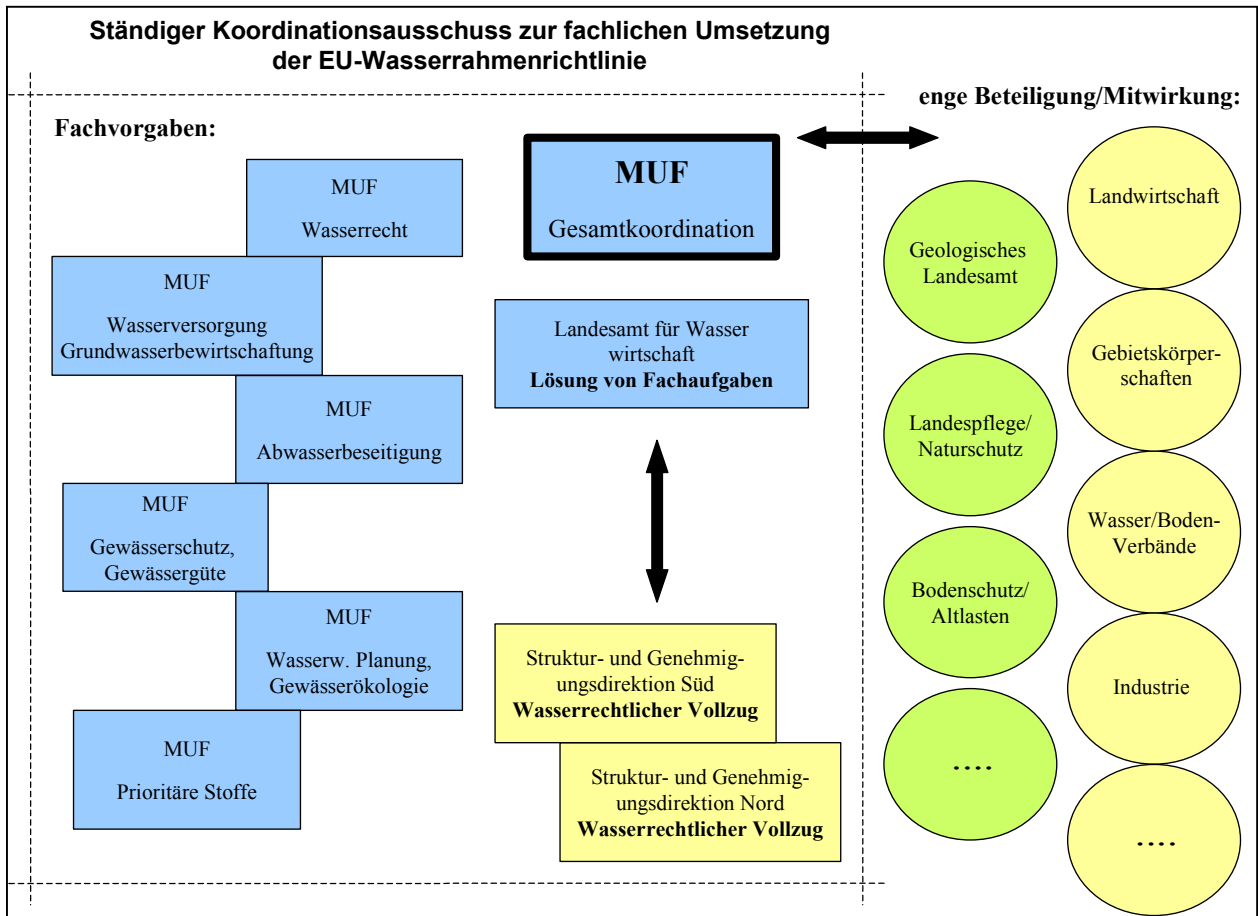 Ständiger Koordinationsausschuss zur fachlichen Umsetzung
der EU-Wasserrahmenrichtlinie
Fachvorgaben:
MUF
Wasserrecht
MUF
Wasserversorgung
Grundwasserbewirtschaftung
MUF
Abwasserbeseitigung
MUF
Gewässerschutz,
Gewässergüte
MUF
Wasserw. Planung,
Gewässerökologie
MUF
Prioritäre Stoffe
MUF
Gesamtkoordination
Landesamt für Wasser
wirtschaft
Lösung von Fachaufgaben
Struktur- und Genehmig-
ungsdirektion Süd
Wasserrechtlicher Vollzug
Struktur- und Genehmig-
ungsdirektion Nord
Wasserrechtlicher Vollzug
enge Beteiligung/Mitwirkung:
Geologisches
Landesamt
Landespflege/
Naturschutz
Bodenschutz/
Altlasten
....
Landwirtschaft
Gebietskörper-
schaften
Wasser/Boden-
Verbände
Industrie
....